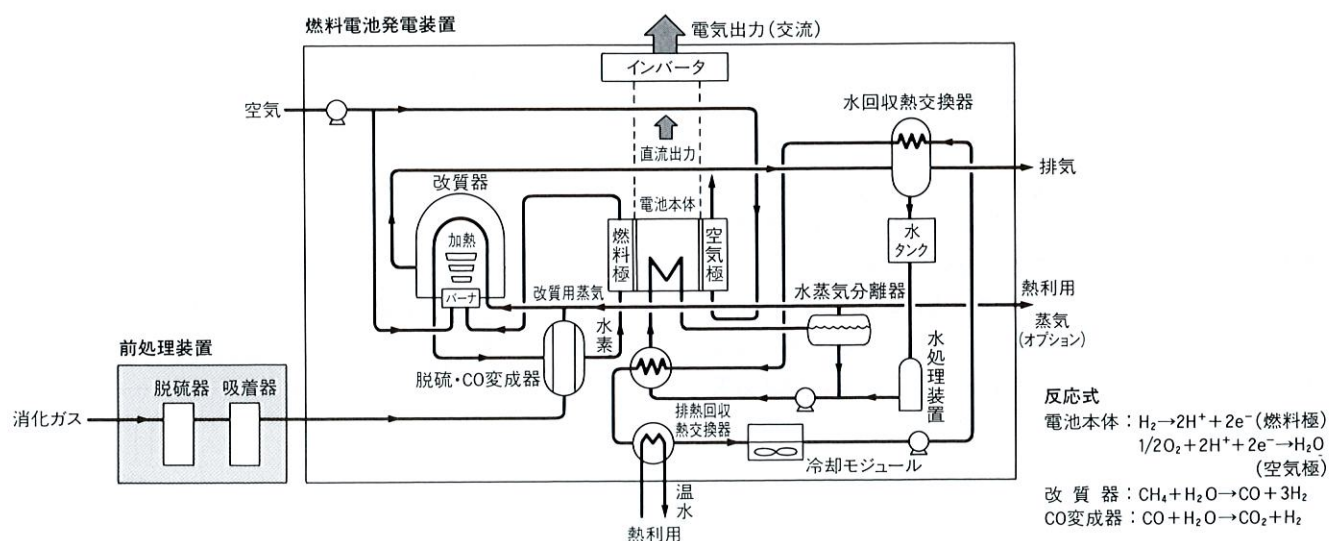 燃料電池発電装置
電気出力(交流)
インバータ
空気
水回収熱交換器
直流出力
排気
改質器
電池本体
加熱
燃料極
空気極
水
タンク
バーナ
改質用蒸気
水蒸気分離器
熱利用
蒸気
(オプション)
水素
前処理装置
脱硫器
吸着器
脱硫・CO変成器
水処理装置
消化ガス
排熱回収
熱交換器
冷却モジュール
温水
熱利用
反応式
電池本体:H₂→2H⁺+2e⁻(燃料極)
1/2O₂+2H⁺+2e⁻→H₂O
(空気極)
改質器:CH₄+H₂O→CO+3H₂
CO変成器:CO+H₂O→CO₂+H₂